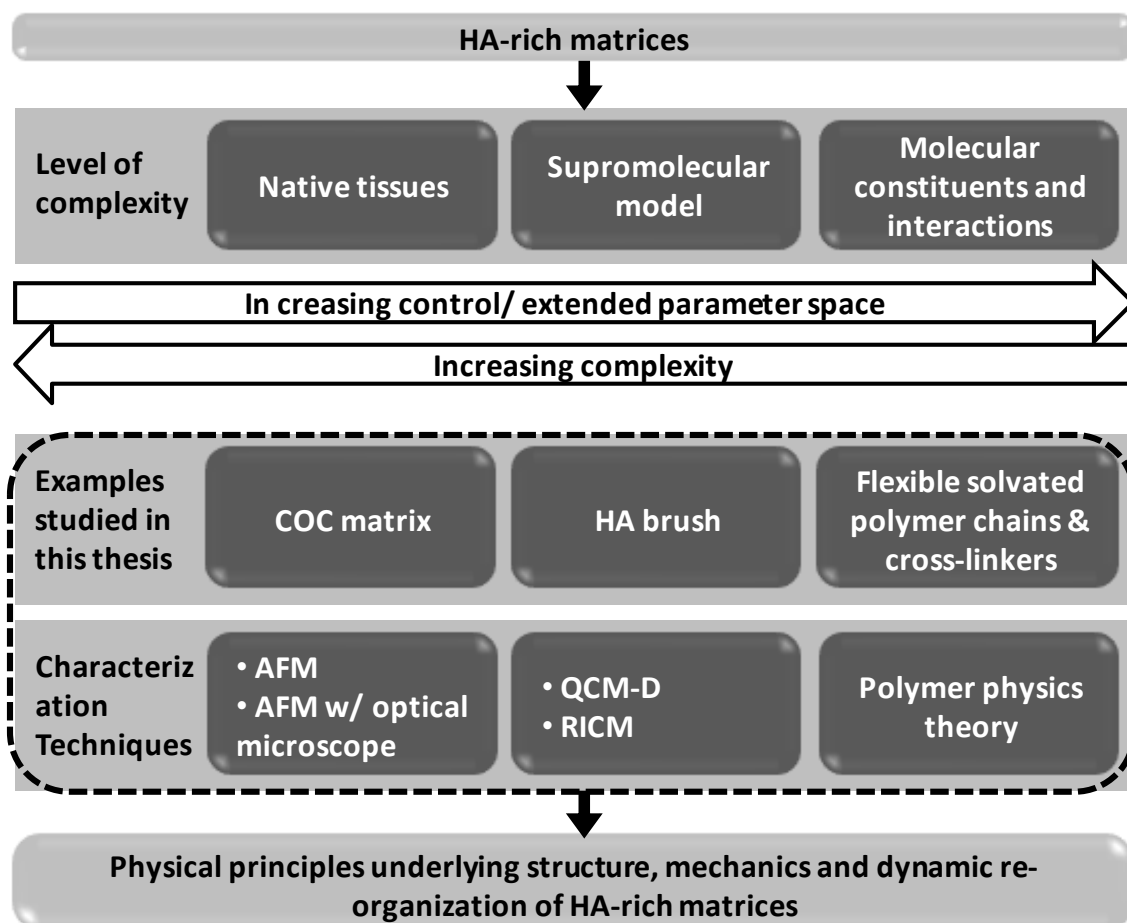 HA-rich matrices
Level of
complexity
Native tissues
Supromolecular
model
Molecular
constituents and
interactions
In creasing control/ extended parameter space
Increasing complexity
Examples
studied in
this thesis
COC matrix
HA brush
Flexible solvated
polymer chains &
cross-linkers
Characteriz
ation
Techniques
• AFM
• AFM w/ optical
microscope
• QCM-D
• RICM
Polymer physics
theory
Physical principles underlying structure, mechanics and dynamic re-
organization of HA-rich matrices